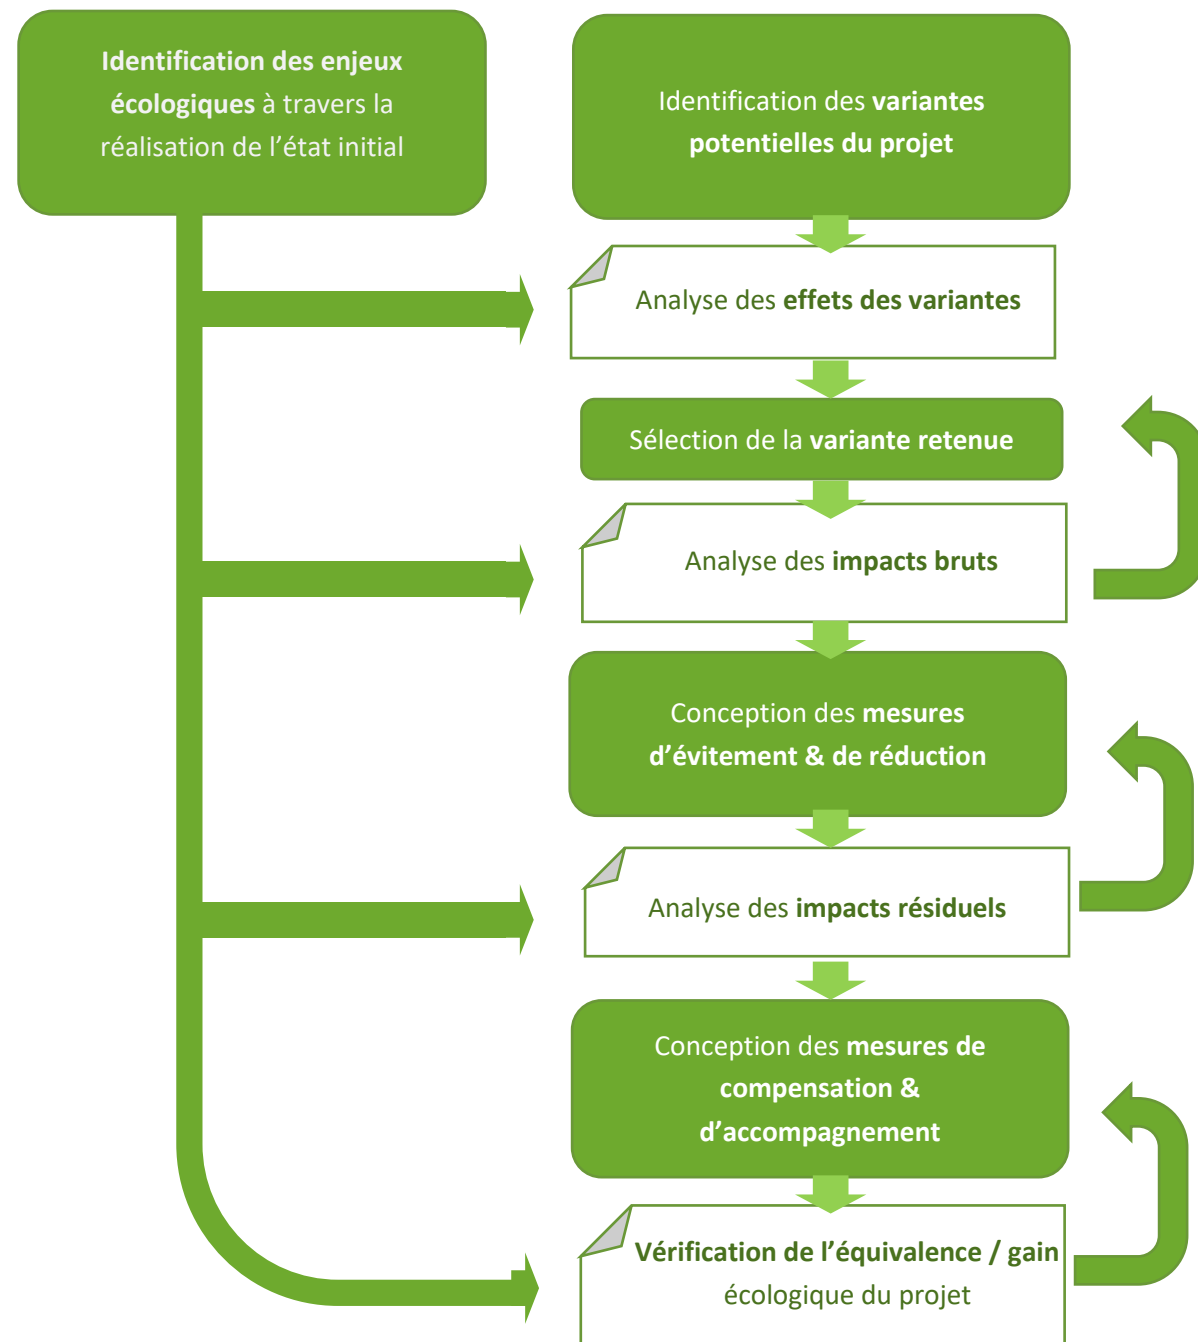 Identification des enjeux
écologiques à travers la
réalisation de l’état initial
Identification des variantes
potentielles du projet
Analyse des effets des variantes
Sélection de la variante retenue
Analyse des impacts bruts
Conception des mesures
d’évitement & de réduction
Analyse des impacts résiduels
Conception des mesures de
compensation &
d’accompagnement
Vérification de l’équivalence / gain
écologique du projet